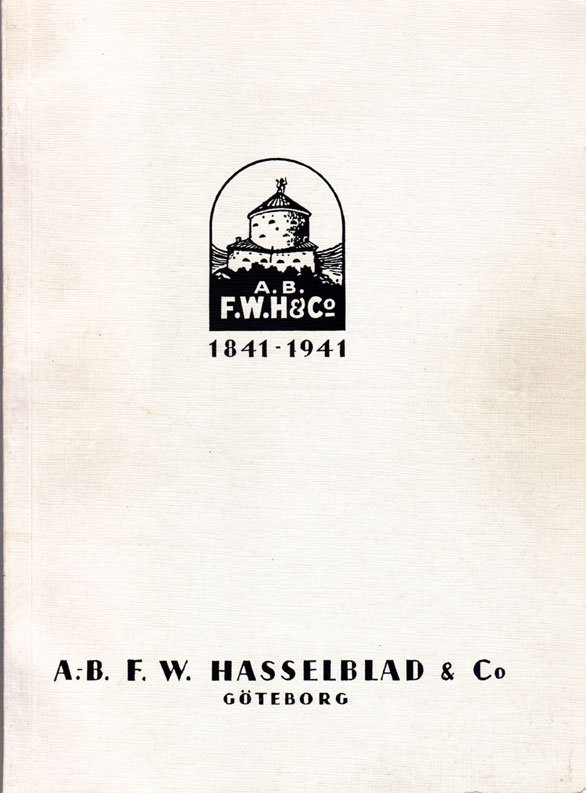 A.B.
F.W.H&Co
1841-1941
A.-B. F. W. HASSELBLAD & Co
GÖTEBORG